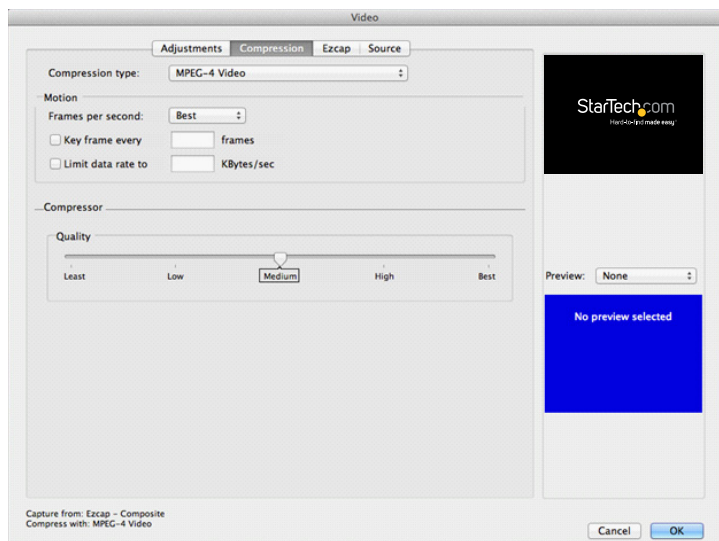 Video
Adjustments Compression Ezcap Source
Compression type: MPEG-4 Video
Motion
Frames per second: Best
Key frame every frames
Limit data rate to KBytes/sec
Compressor
Quality
Least Low Medium High Best
StarTech.com
Hard-to-find made easy
Preview: None
No preview selected
Capture from: Ezcap - Composite
Compress with: MPEG-4 Video
Cancel OK